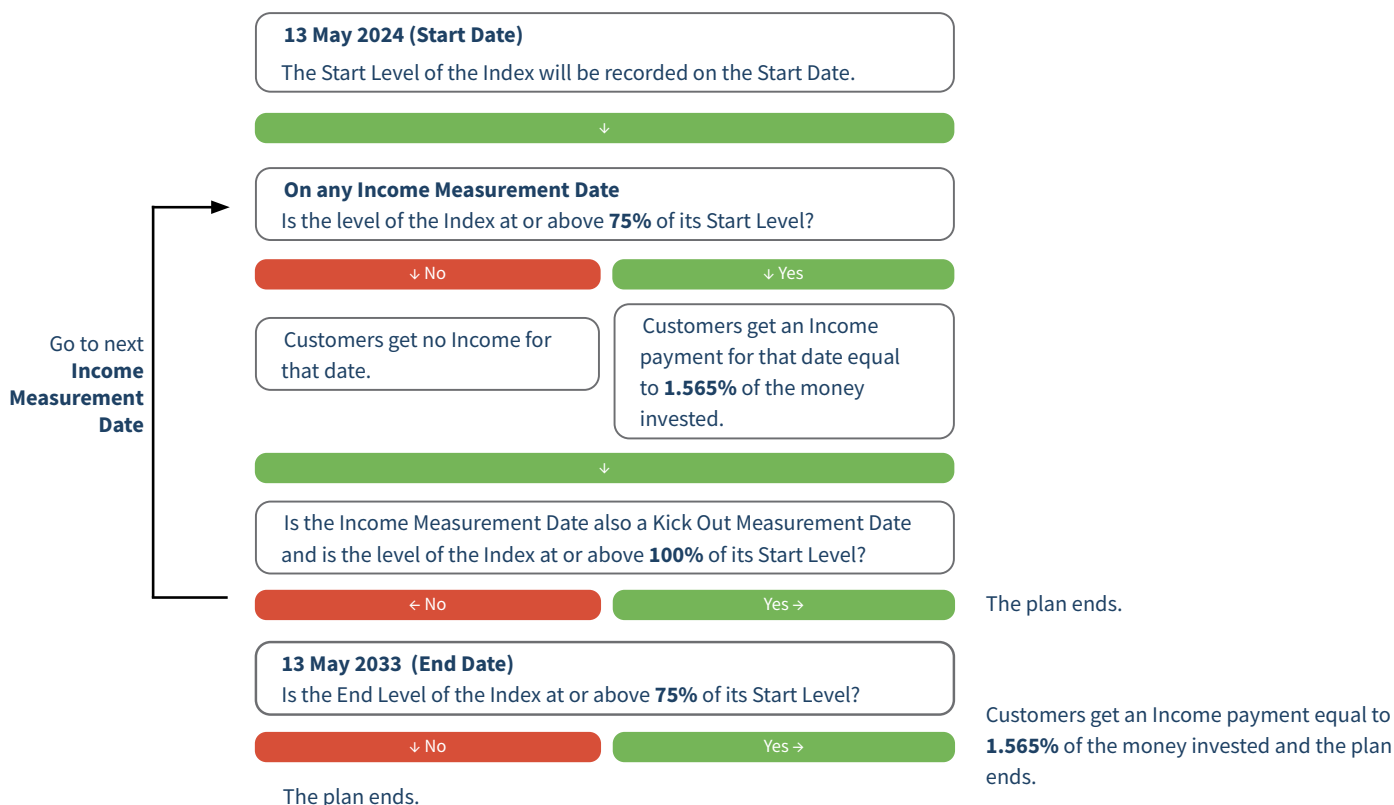 13 May 2024 (Start Date)
The Start Level of the Index will be recorded on the Start Date.
↓
On any Income Measurement Date
Is the level of the Index at or above 75% of its Start Level?
↓ No
↓ Yes
Customers get no Income for
that date.
Customers get an Income
payment for that date equal
to 1.565% of the money
invested.
Go to next
Income
Measurement
Date
↓
Is the Income Measurement Date also a Kick Out Measurement Date
and is the level of the Index at or above 100% of its Start Level?
← No
Yes →
The plan ends.
13 May 2033 (End Date)
Is the End Level of the Index at or above 75% of its Start Level?
↓ No
Yes →
Customers get an Income payment equal to
1.565% of the money invested and the plan
ends.
The plan ends.